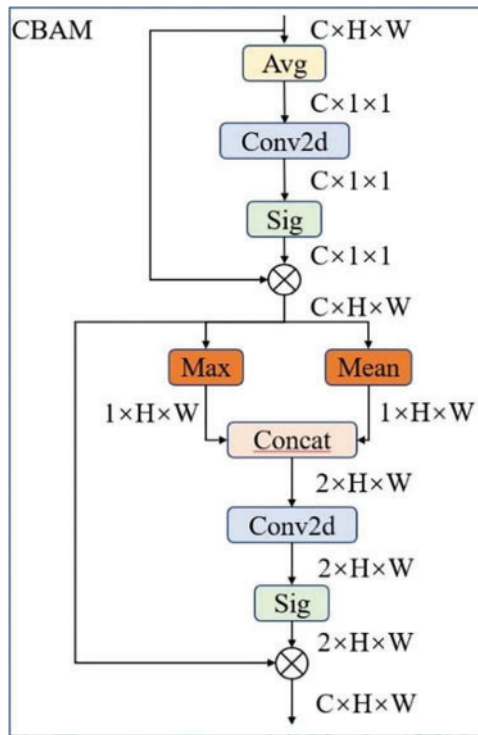 CBAM
C×H×W
Avg
C×1×1
Conv2d
C×1×1
Sig
C×1×1
C×H×W
Max
Mean
1×H×W
1×H×W
Concat
2×H×W
Conv2d
2×H×W
Sig
2×H×W
C×H×W